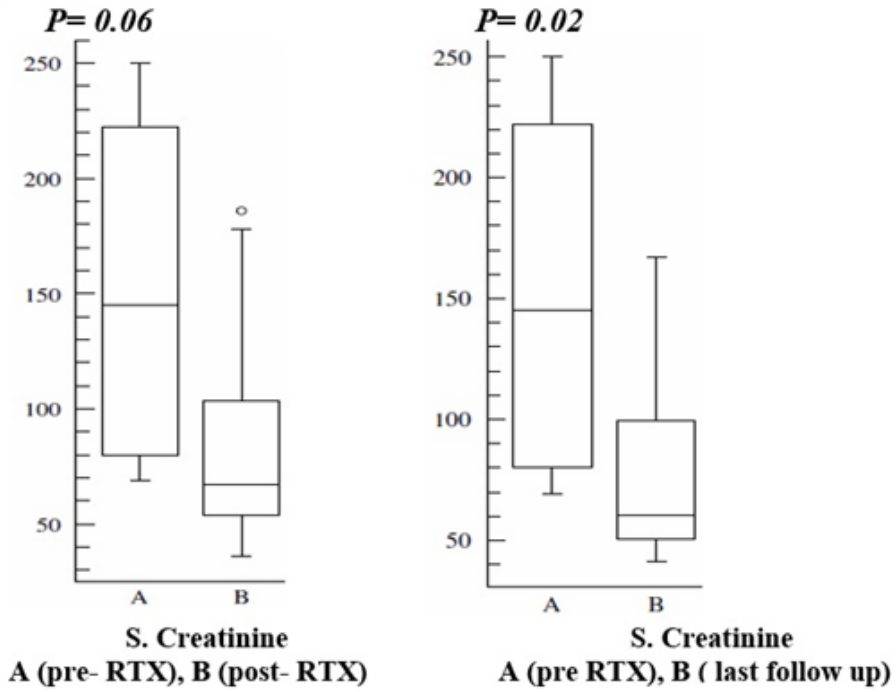 P= 0.06
250
200
150
100
50
A B
S. Creatinine
A (pre- RTX), B (post- RTX)
P= 0.02
250
200
150
100
50
A B
S. Creatinine
A (pre RTX), B ( last follow up)